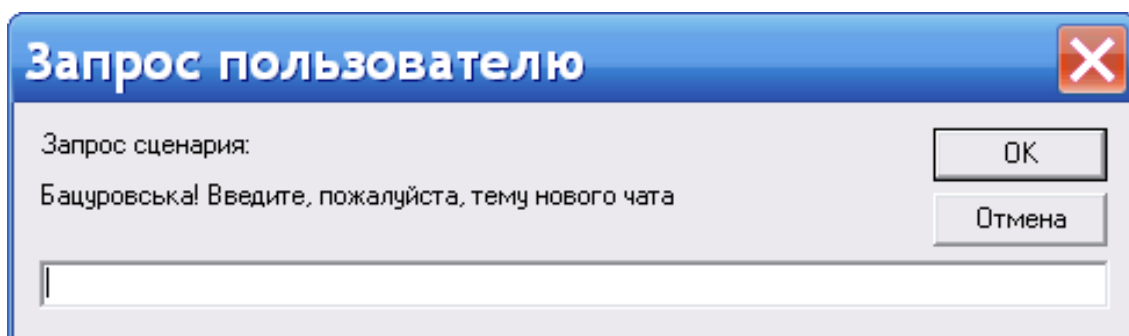 Запрос пользователю
Запрос сценария:
OK
Бацуровська! Введите, пожалуйста, тему нового чата
Отмена